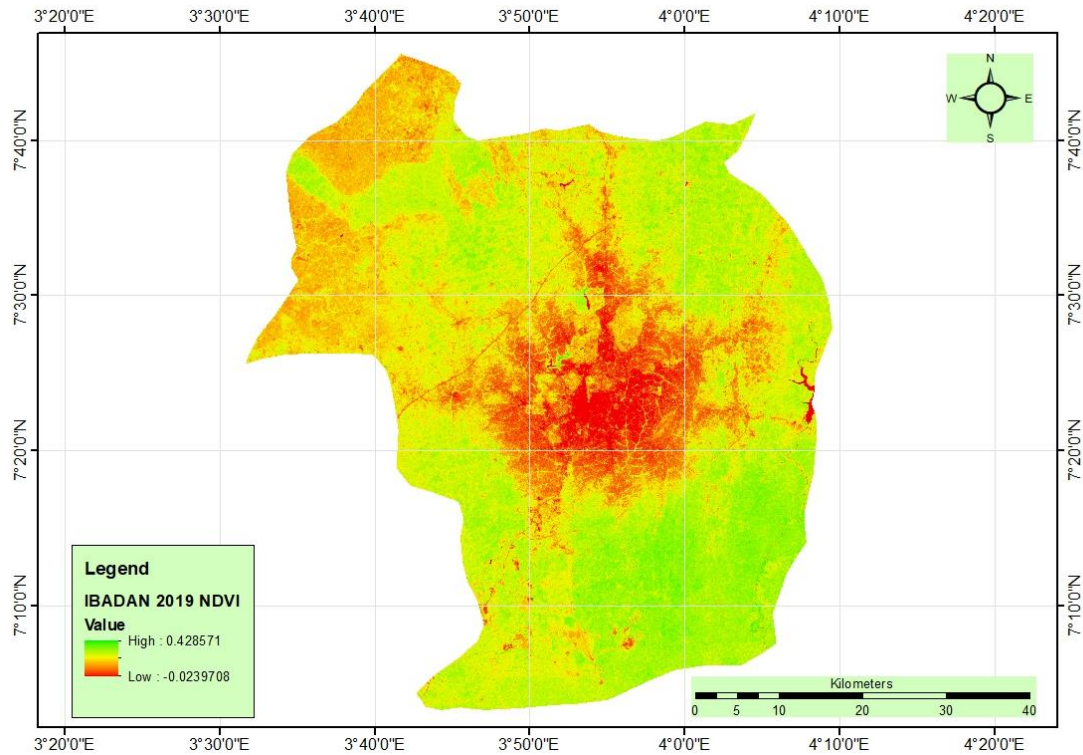 3°20'0"E 3°30'0"E 3°40'0"E 3°50'0"E 4°0'0"E 4°10'0"E 4°20'0"E
N
W E
S
7°40'0"N 7°40'0"N
7°30'0"N 7°30'0"N
7°20'0"N 7°20'0"N
7°10'0"N 7°10'0"N
Legend
IBADAN 2019 NDVI
Value
High : 0.428571
Low : -0.0239708
Kilometers
0 5 10 20 30 40
3°20'0"E 3°30'0"E 3°40'0"E 3°50'0"E 4°0'0"E 4°10'0"E 4°20'0"E